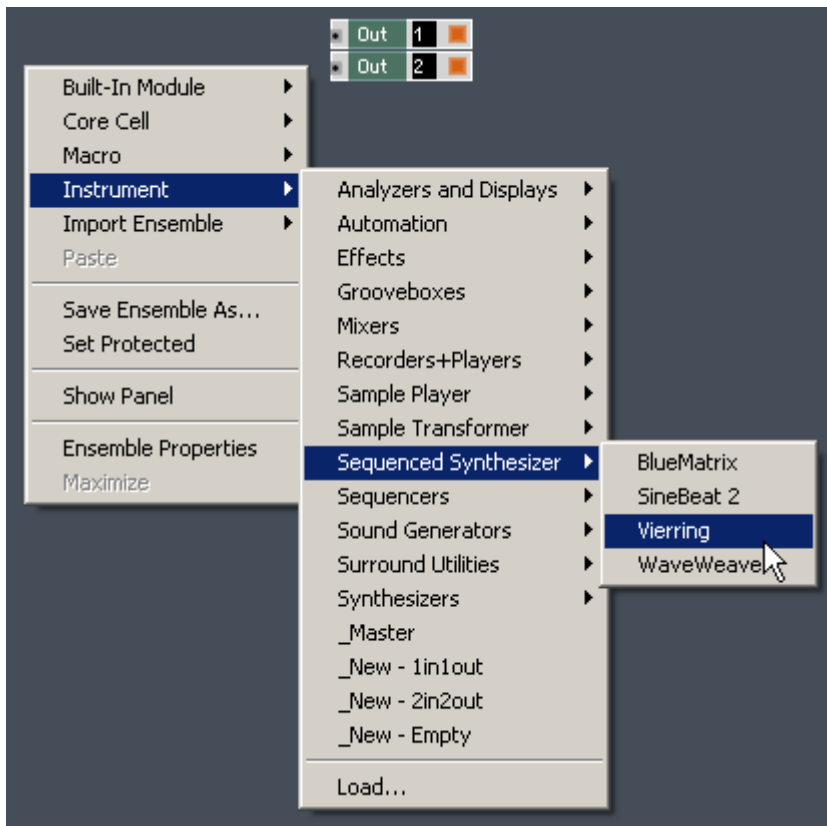 Out 1
Out 2
Built-In Module
Core Cell
Macro
Instrument
Import Ensemble
Paste
Save Ensemble As...
Set Protected
Show Panel
Ensemble Properties
Maximize
Analyzers and Displays
Automation
Effects
Grooveboxes
Mixers
Recorders+Players
Sample Player
Sample Transformer
Sequenced Synthesizer
Sequencers
Sound Generators
Surround Utilities
Synthesizers
_Master
_New - 1in1out
_New - 2in2out
_New - Empty
Load...
BlueMatrix
SineBeat 2
Vierring